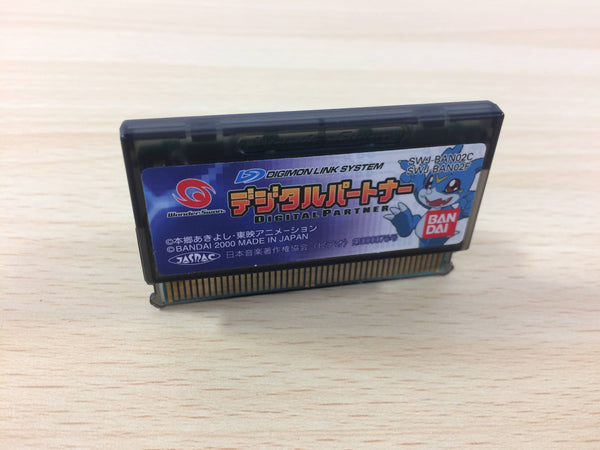 SWJ-BAN02C
SWJ-BAN02F
DIGIMON LINK SYSTEM
WonderSwan
デジタルパートナー
DIGITAL PARTNER
BAN
DAI
©本郷あきよし・東映アニメーション
©BANDAI 2000 MADE IN JAPAN
JASRAC
日本音楽著作権協会